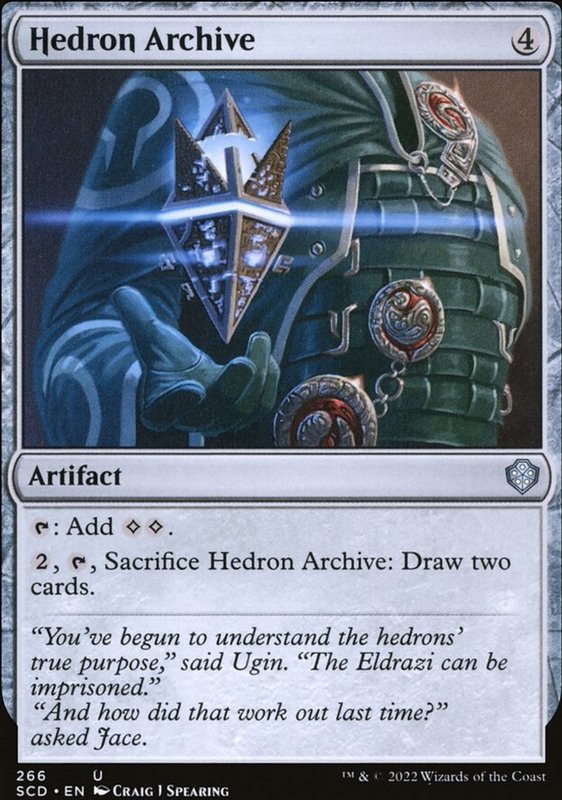 Hedron Archive 4
Artifact
: Add .
2, , Sacrifice Hedron Archive: Draw two
cards.
“You’ve begun to understand the hedrons’
true purpose,” said Ugin. “The Eldrazi can be
imprisoned.”
“And how did that work out last time?”
asked Jace.
266 U
SCD • EN Craig J Spearing
™ & © 2022 Wizards of the Coast